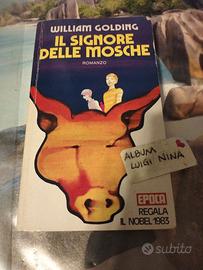 WILLIAM GOLDING
IL SIGNORE
DELLE MOSCHE
ROMANZO
ALBUM
LUIGI NINA
EPOCA
REGALA
IL NOBEL 1983
subito